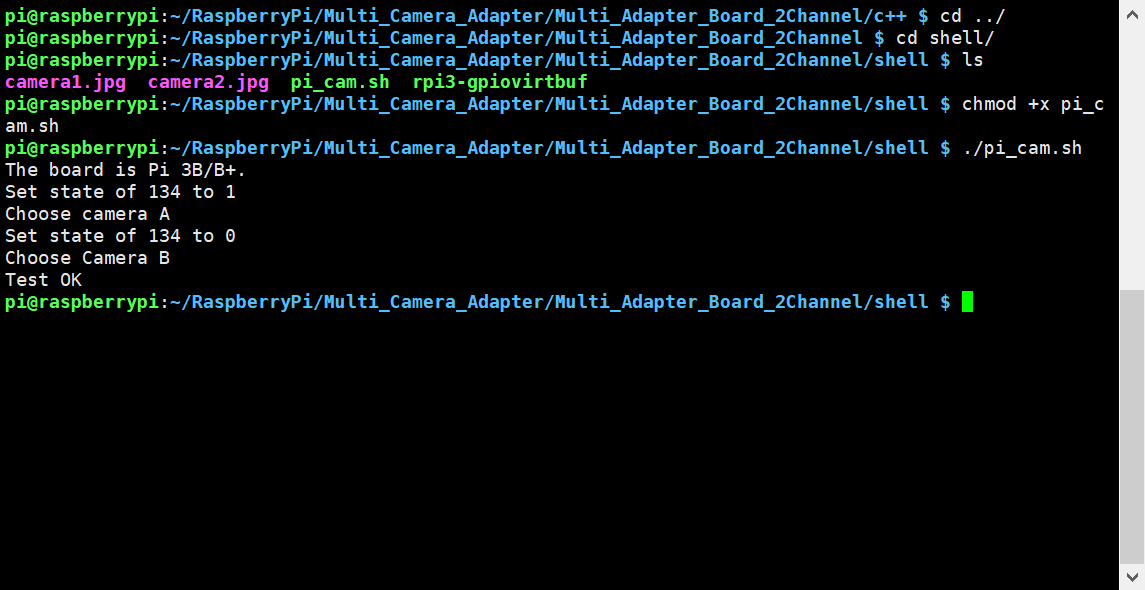 pi@raspberrypi:~/RaspberryPi/Multi_Camera_Adapter/Multi_Adapter_Board_2Channel/c++ $ cd ../
pi@raspberrypi:~/RaspberryPi/Multi_Camera_Adapter/Multi_Adapter_Board_2Channel $ cd shell/
pi@raspberrypi:~/RaspberryPi/Multi_Camera_Adapter/Multi_Adapter_Board_2Channel/shell $ ls
camera1.jpg  camera2.jpg  pi_cam.sh  rpi3-gpiovirtbuf
pi@raspberrypi:~/RaspberryPi/Multi_Camera_Adapter/Multi_Adapter_Board_2Channel/shell $ chmod +x pi_c
am.sh
pi@raspberrypi:~/RaspberryPi/Multi_Camera_Adapter/Multi_Adapter_Board_2Channel/shell $ ./pi_cam.sh
The board is Pi 3B/B+.
Set state of 134 to 1
Choose camera A
Set state of 134 to 0
Choose Camera B
Test OK
pi@raspberrypi:~/RaspberryPi/Multi_Camera_Adapter/Multi_Adapter_Board_2Channel/shell $